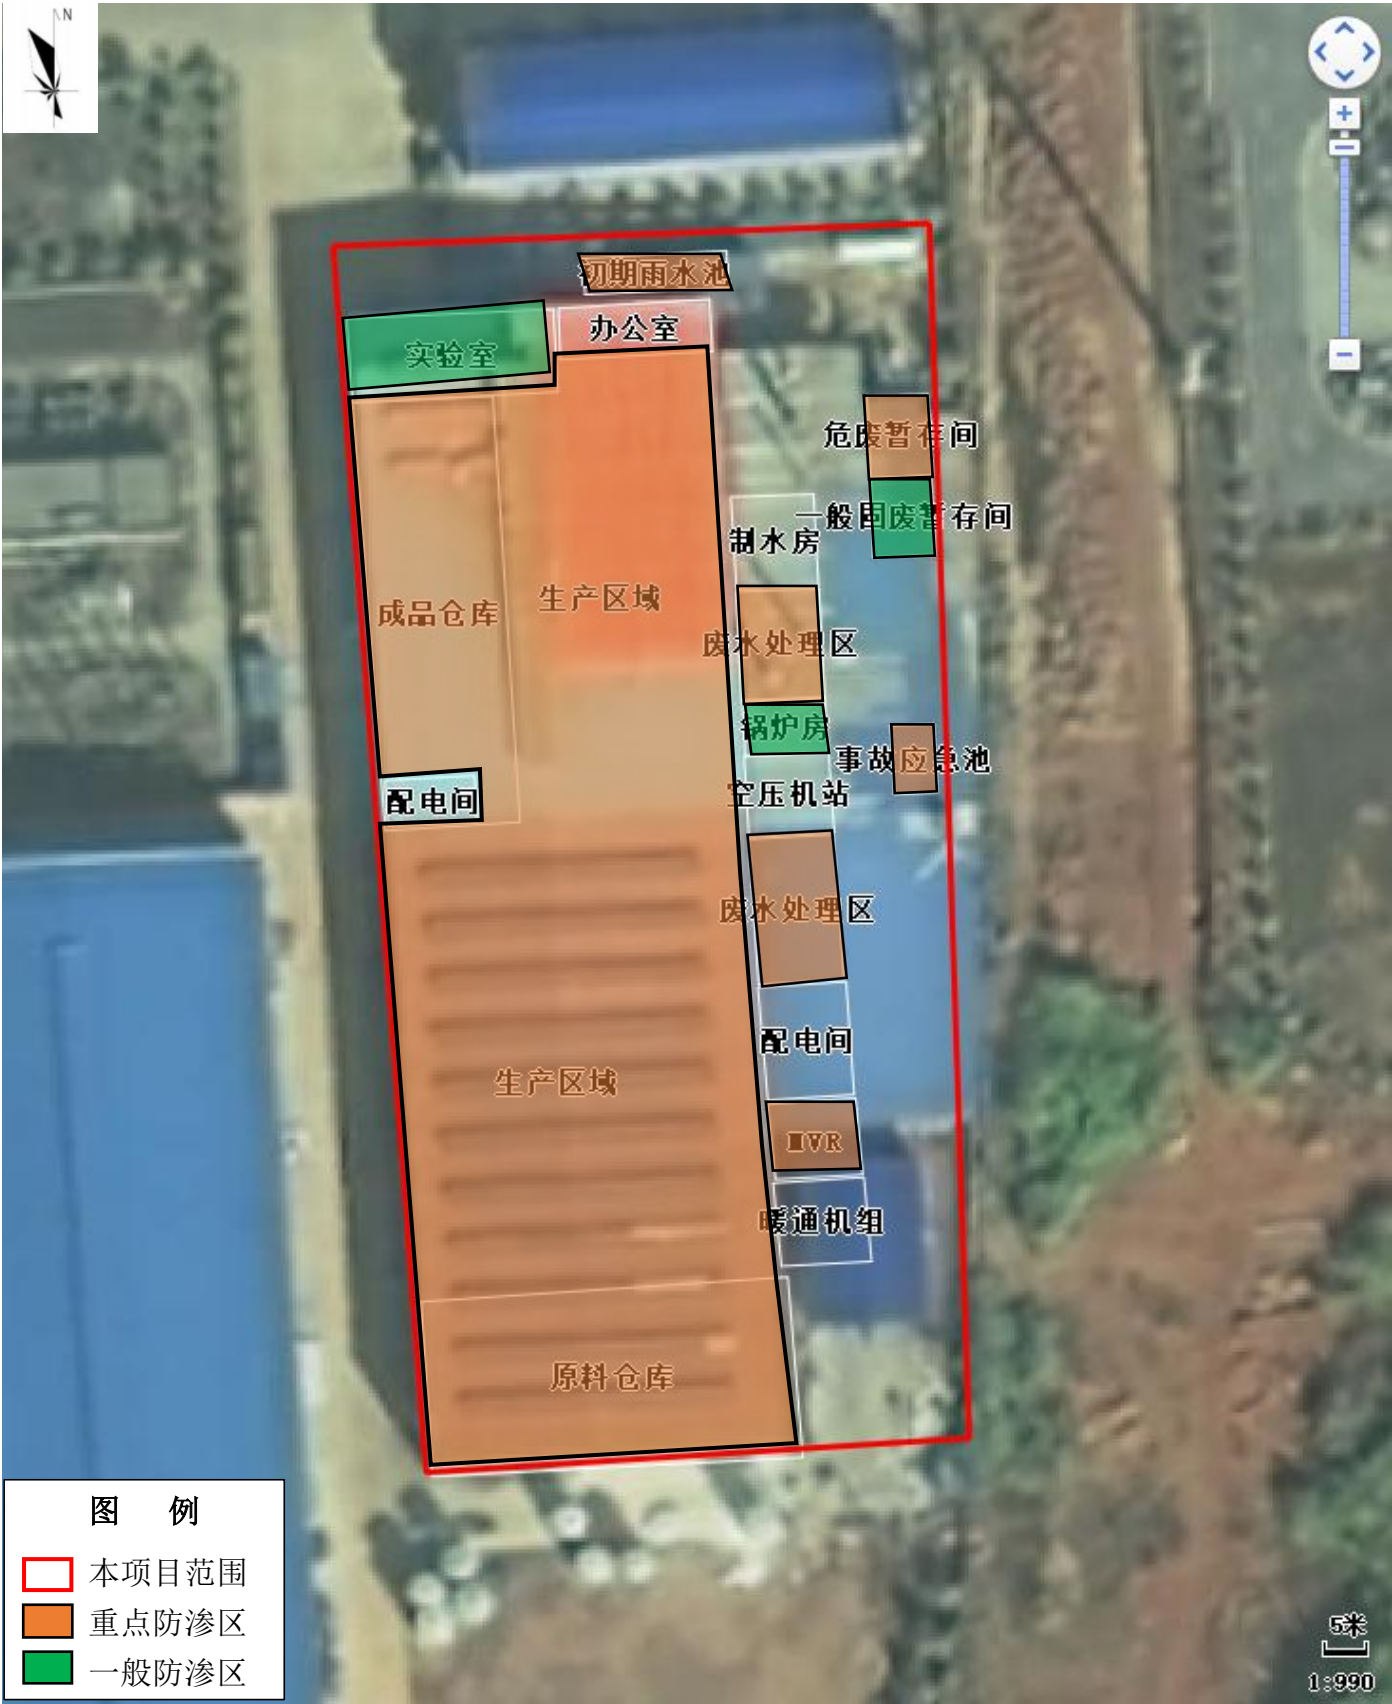 N
初期雨水池
办公室
实验室
危废暂存间
一般固废暂存间
制水房
成品仓库
生产区域
废水处理区
锅炉房
事故应急池
配电间
空压机站
废水处理区
配电间
生产区域
MVR
暖通机组
原料仓库
图 例
本项目范围
重点防渗区
一般防渗区
5米
1:990